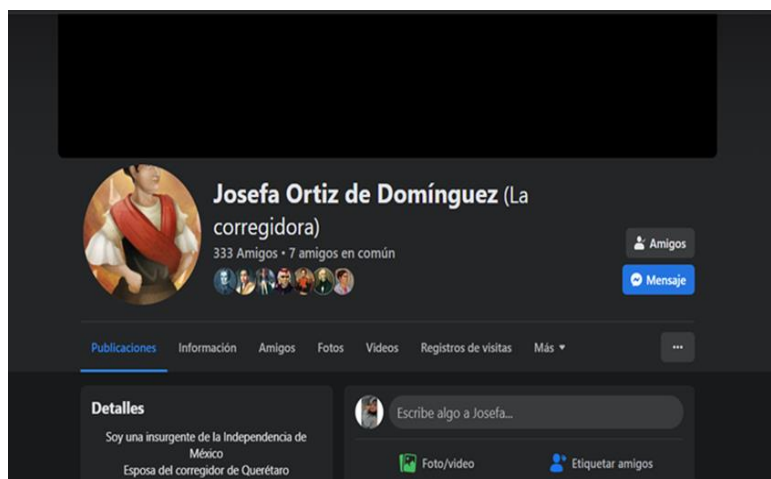 Josefa Ortiz de Domínguez (La
corregidora)
333 Amigos • 7 amigos en común
Amigos
Mensaje
Publicaciones Información Amigos Fotos Videos Registros de visitas Más
Detalles
Soy una insurgente de la Independencia de
México
Esposa del corregidor de Querétaro
Escribe algo a Josefa...
Foto/video Etiquetar amigos